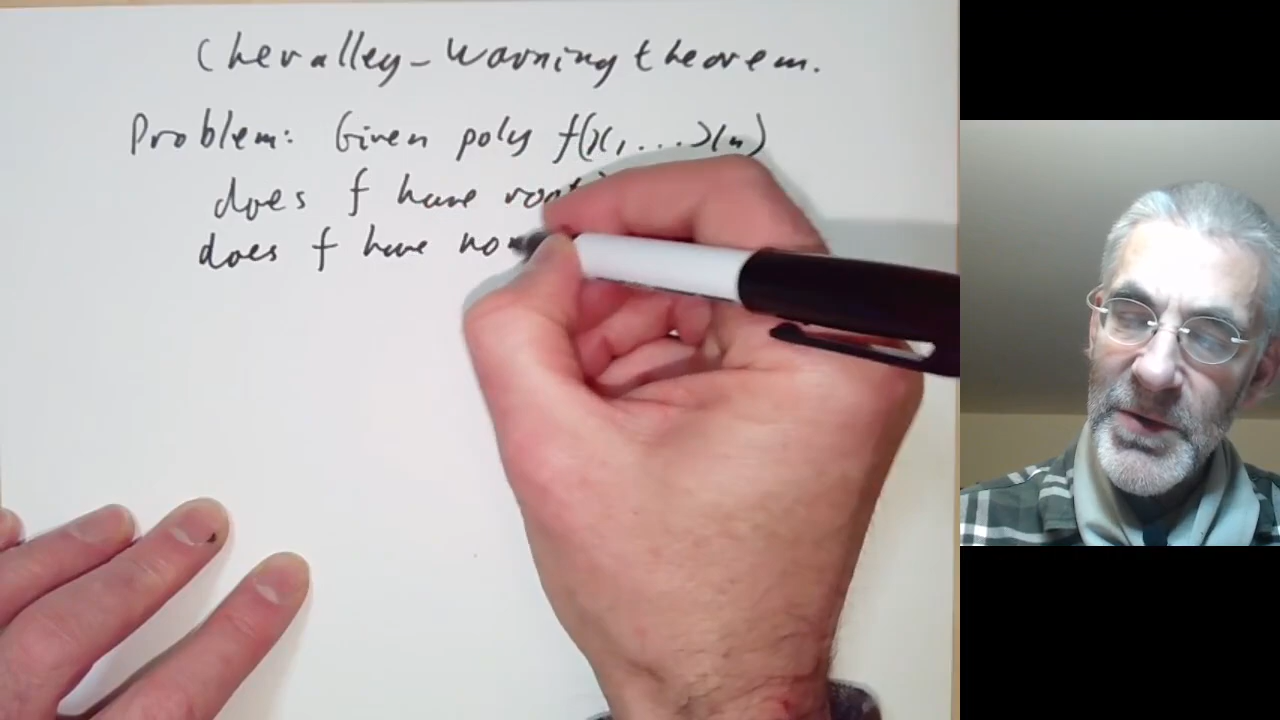 Chevalley-Warning theorem.
Problem: Given poly f(x1,...xn)
does f have
does f have